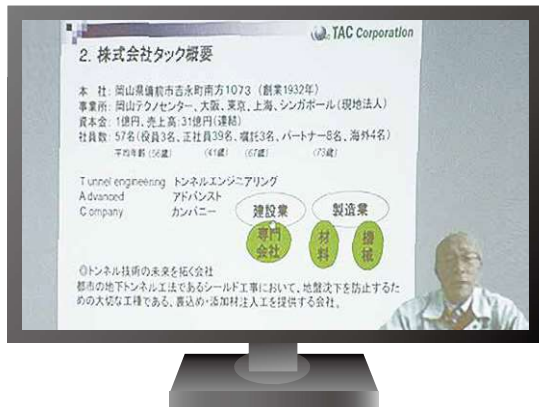 TAC Corporation
2. 株式会社タック概要
本　社: 岡山県備前市吉永町南方1073 (創業1932年)
事業所: 岡山テクノセンター、大阪、東京、上海、シンガポール(現地法人)
資本金: 1億円、売上高: 31億円(連結)
社員数: 57名(役員3名、正社員39名、嘱託3名、パートナー8名、海外4名)
平均年齢(56歳) (41歳) (67歳) (73歳)
Tunnel engineering トンネルエンジニアリング
Advanced アドバンスト
Company カンパニー
建設業 製造業
専門会社 材料 機械
◎トンネル技術の未来を拓く会社
都市の地下トンネル工法であるシールド工事において、地盤沈下を防止するた
めの大切な工種である、裏込め・添加材注入工を提供する会社。